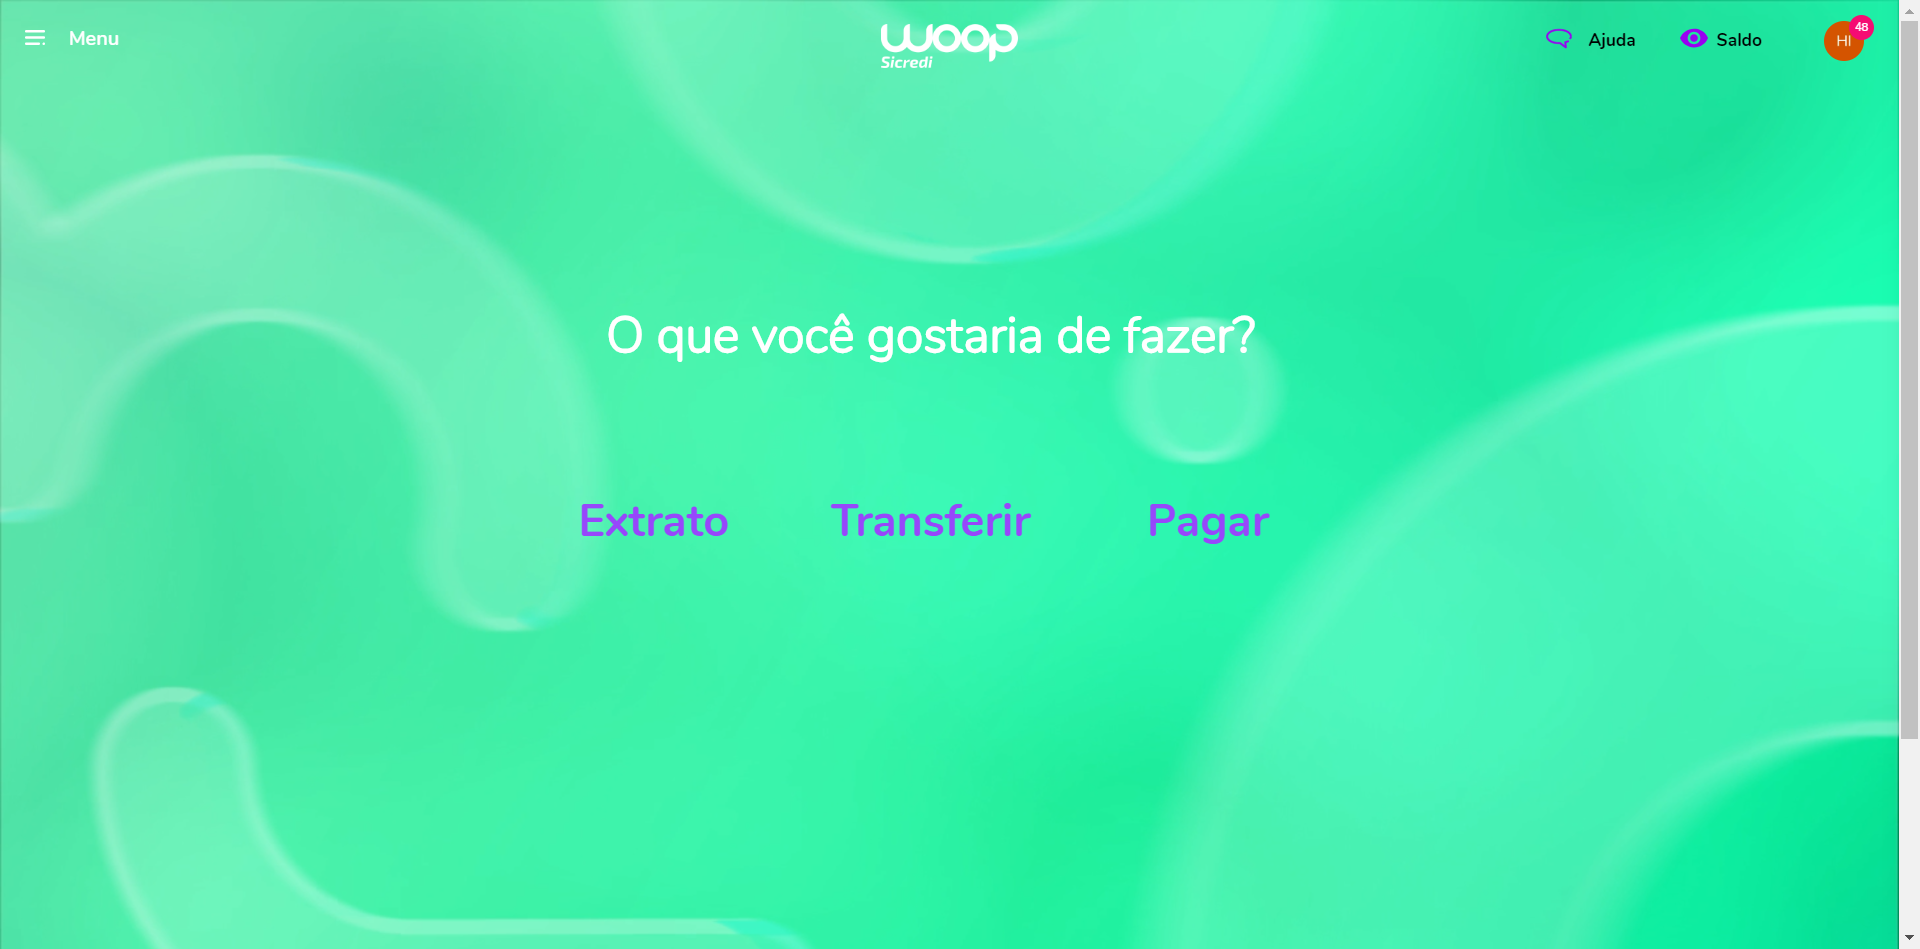 Menu
woop
Sicredi
Ajuda
Saldo
HI
48
O que você gostaria de fazer?
Extrato
Transferir
Pagar